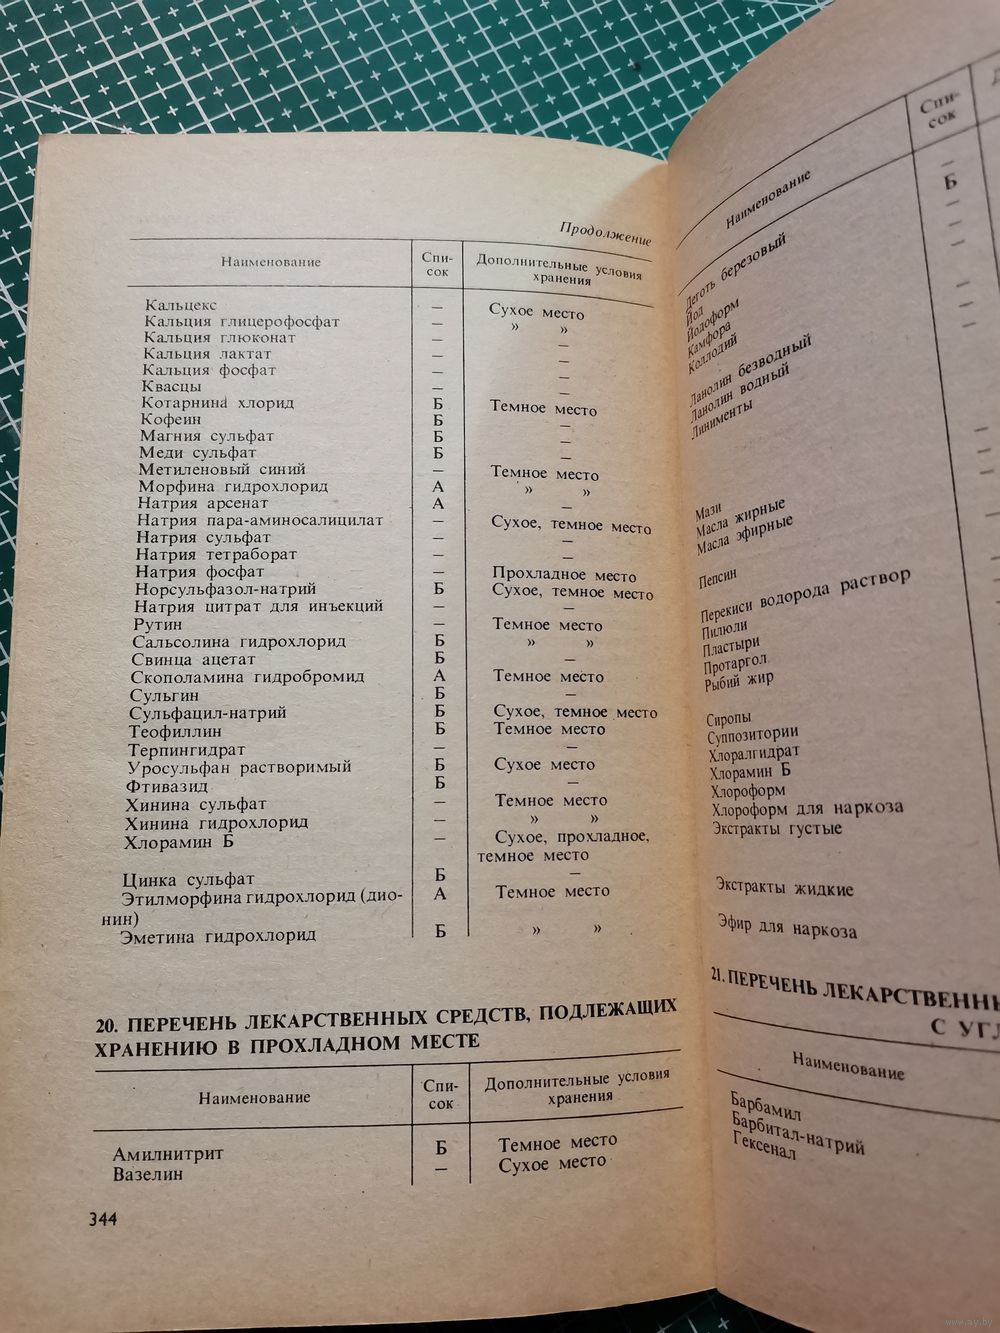 Продолжение
Наименование Спи- Дополнительные условия
сок хранения
Кальцекс — Сухое место
Кальция глицерофосфат — » »
Кальция глюконат — —
Кальция лактат — —
Кальция фосфат — —
Квасцы — —
Котарнина хлорид Б Темное место
Кофеин Б —
Магния сульфат Б —
Меди сульфат Б —
Метиленовый синий — Темное место
Морфина гидрохлорид А » »
Натрия арсенат А —
Натрия пара-аминосалицилат — Сухое, темное место
Натрия сульфат — —
Натрия тетраборат — —
Натрия фосфат — Прохладное место
Норсульфазол-натрий Б Сухое, темное место
Натрия цитрат для инъекций — —
Рутин — Темное место
Сальсолина гидрохлорид Б » »
Свинца ацетат Б —
Скополамина гидробромид А Темное место
Сульгин Б —
Сульфацил-натрий Б Сухое, темное место
Теофиллин Б Темное место
Терпингидрат — —
Уросульфан растворимый Б Сухое место
Фтивазид Б —
Хинина сульфат — Темное место
Хинина гидрохлорид — » »
Хлорамин Б — Сухое, прохладное,
темное место
Цинка сульфат Б —
Этилморфина гидрохлорид (дио- А Темное место
нин)
Эметина гидрохлорид Б » »
20. ПЕРЕЧЕНЬ ЛЕКАРСТВЕННЫХ СРЕДСТВ, ПОДЛЕЖАЩИХ
ХРАНЕНИЮ В ПРОХЛАДНОМ МЕСТЕ
Наименование Спи- Дополнительные условия
сок хранения
Амилнитрит Б Темное место
Вазелин — Сухое место
344
Наименование Спи-
сок
Деготь березовый —
Йод Б
Йодоформ —
Камфора —
Коллодий —
Ланолин безводный —
Ланолин водный —
Линименты —
Мази —
Масла жирные —
Масла эфирные —
Пепсин
Перекиси водорода раствор
Пилюли
Пластыри
Протаргол
Рыбий жир
Сиропы
Суппозитории
Хлоралгидрат
Хлорамин Б
Хлороформ
Хлороформ для наркоза
Экстракты густые
Экстракты жидкие
Эфир для наркоза
21. ПЕРЕЧЕНЬ ЛЕКАРСТВЕНН
С УГЛ
Наименование
Барбамил
Барбитал-натрий
Гексенал
www.ay.by